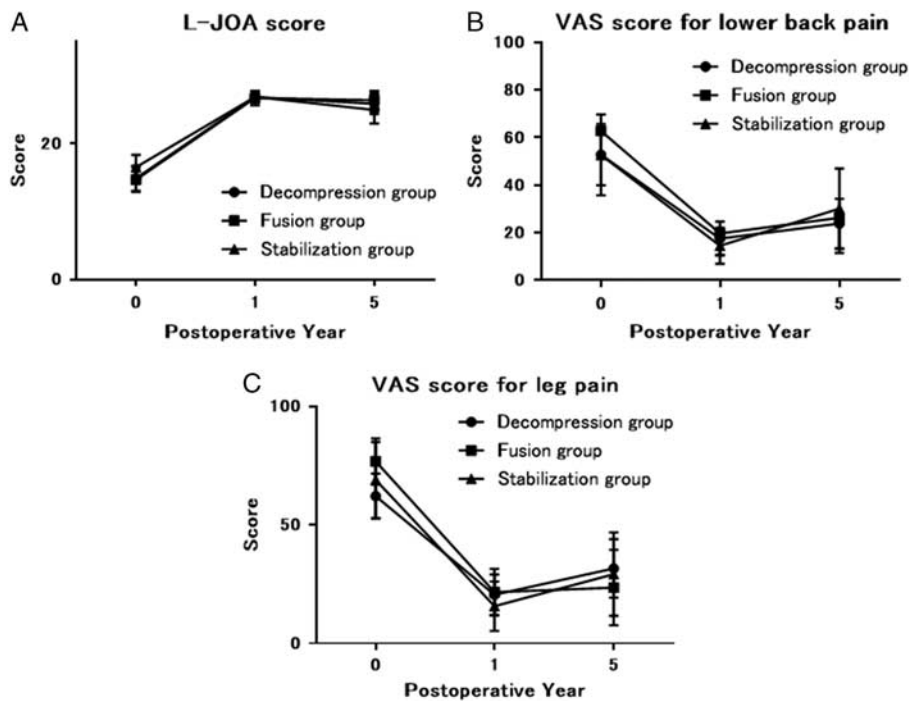 A
L-JOA score
20
0
Score
Decompression group
Fusion group
Stabilization group
0 1 5
Postoperative Year
B
VAS score for lower back pain
100
80
60
40
20
0
Score
Decompression group
Fusion group
Stabilization group
0 1 5
Postoperative Year
C
VAS score for leg pain
100
50
0
Score
Decompression group
Fusion group
Stabilization group
0 1 5
Postoperative Year